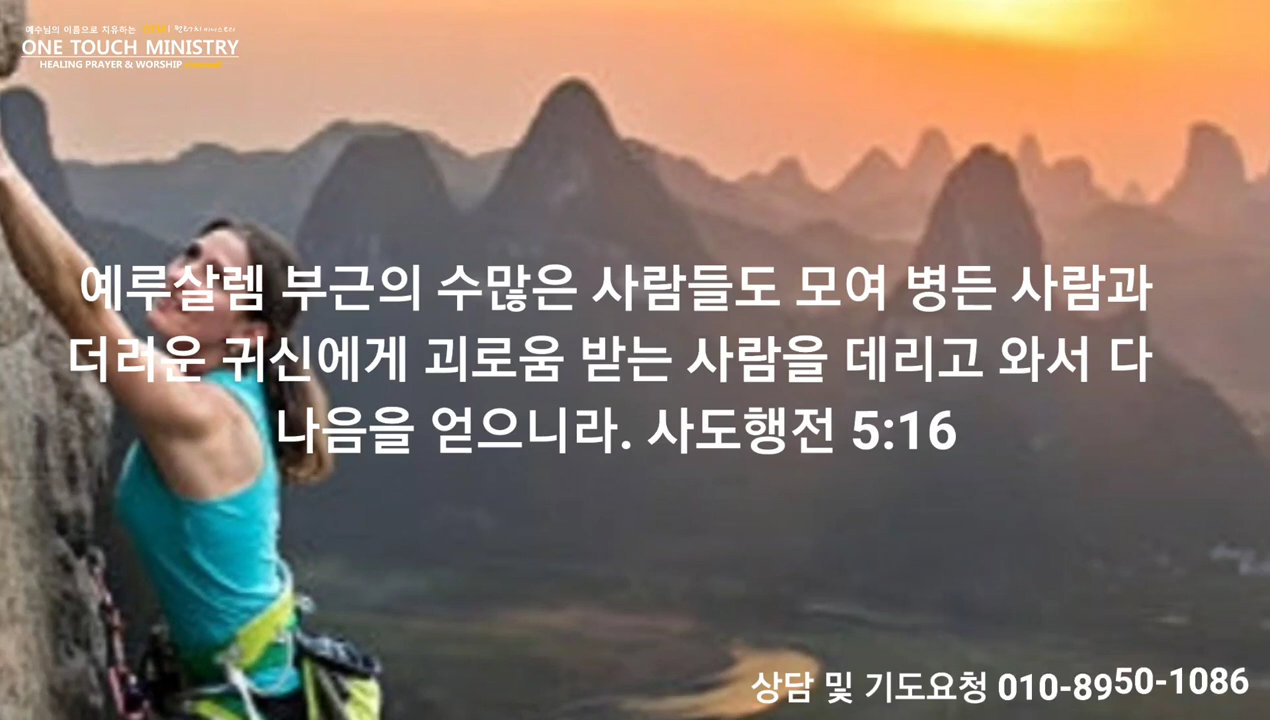 예수님의 이름으로 치유하는
ONE TOUCH MINISTRY
HEALING PRAYER & WORSHIP
예루살렘 부근의 수많은 사람들도 모여 병든 사람과
더러운 귀신에게 괴로움 받는 사람을 데리고 와서 다
나음을 얻으니라. 사도행전 5:16
상담 및 기도요청 010-8950-1086